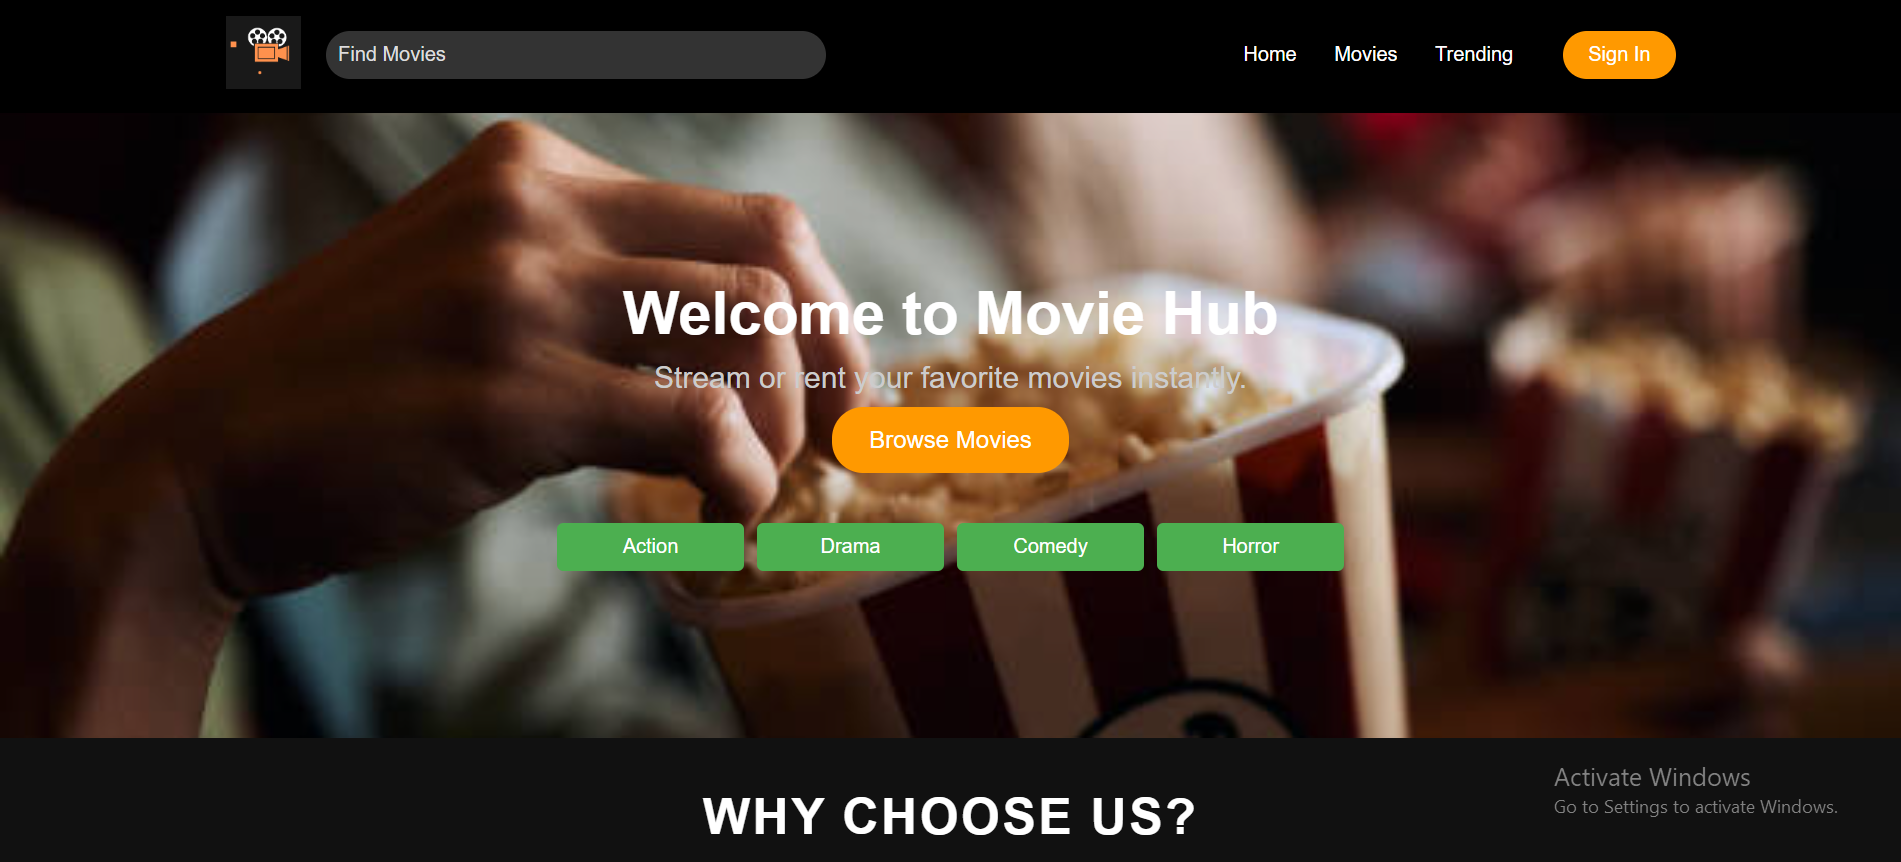 Find Movies
Home
Movies
Trending
Sign In
Welcome to Movie Hub
Stream or rent your favorite movies instantly.
Browse Movies
Action
Drama
Comedy
Horror
WHY CHOOSE US?
Activate Windows
Go to Settings to activate Windows.